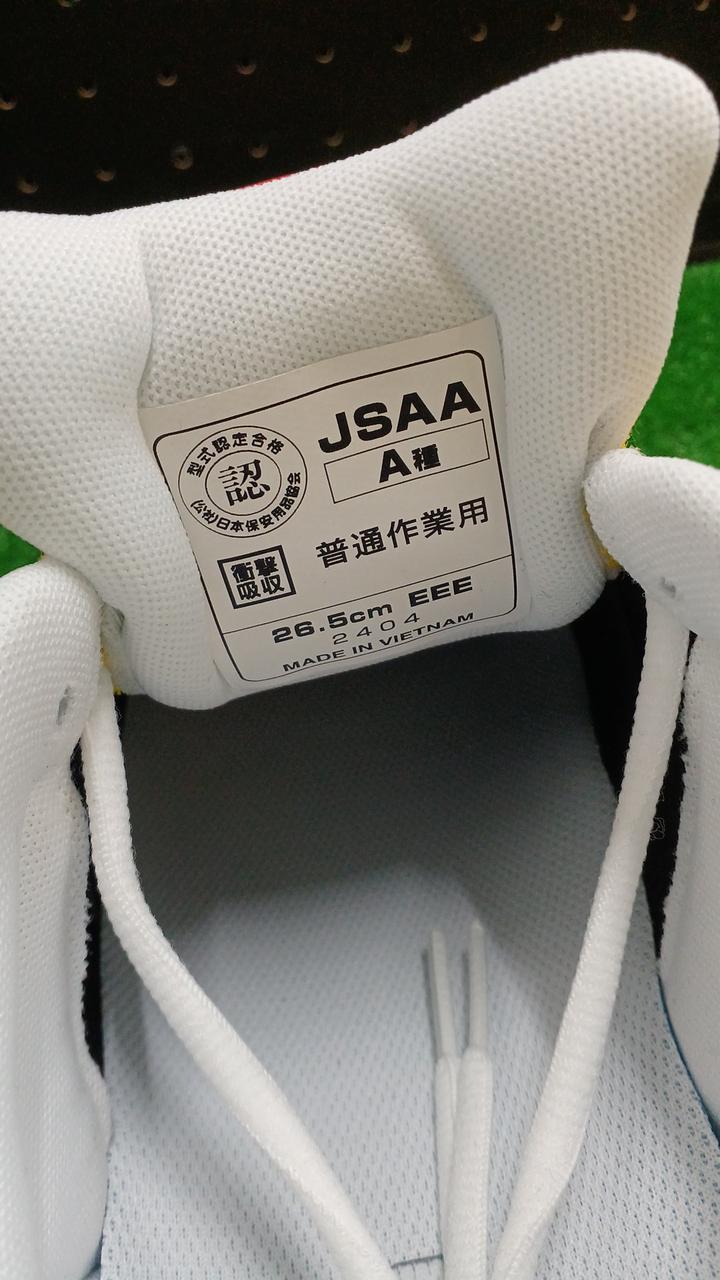 型式認定合格
認
(公社)日本保安用品協会
JSAA
A種
衝撃
吸収
普通作業用
26.5cm EEE
2404
MADE IN VIETNAM